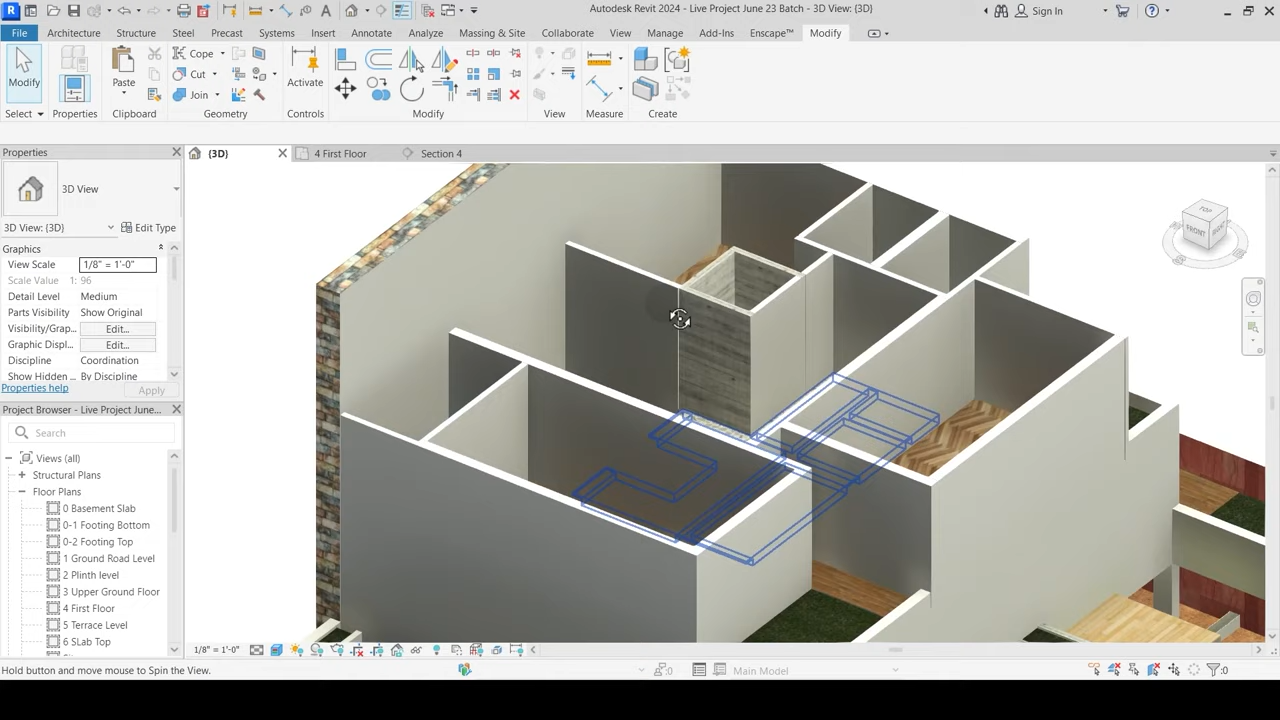 Autodesk Revit 2024 - Live Project June 23 Batch - 3D View: {3D}
Sign In
File Architecture Structure Steel Precast Systems Insert Annotate Analyze Massing & Site Collaborate View Manage Add-Ins Enscape™ Modify
Modify Paste Cope Cut Join Activate
Select Properties Clipboard Geometry Controls Modify View Measure Create
Properties
{3D} 4 First Floor Section 4
3D View
3D View: {3D} Edit Type
Graphics
View Scale 1/8" = 1'-0"
Scale Value 1: 96
Detail Level Medium
Parts Visibility Show Original
Visibility/Grap... Edit...
Graphic Displ... Edit...
Discipline Coordination
Show Hidden ... By Discipline
Properties help Apply
Project Browser - Live Project June...
Search
Views (all)
Structural Plans
Floor Plans
0 Basement Slab
0-1 Footing Bottom
0-2 Footing Top
1 Ground Road Level
2 Plinth level
3 Upper Ground Floor
4 First Floor
5 Terrace Level
6 SLab Top
TOP
FRONT
1/8" = 1'-0"
Hold button and move mouse to Spin the View.
:0
Main Model
:0